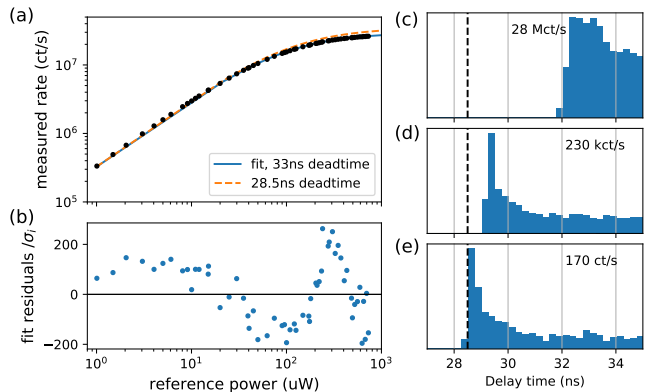 (a)
measured rate (ct/s)
10^7
10^6
10^5
fit, 33ns deadtime
28.5ns deadtime
(b)
fit residuals /σ_i
200
0
−200
10^0
10^1
10^2
10^3
reference power (uW)
(c)
28 Mct/s
(d)
230 kct/s
(e)
170 ct/s
28
30
32
34
Delay time (ns)